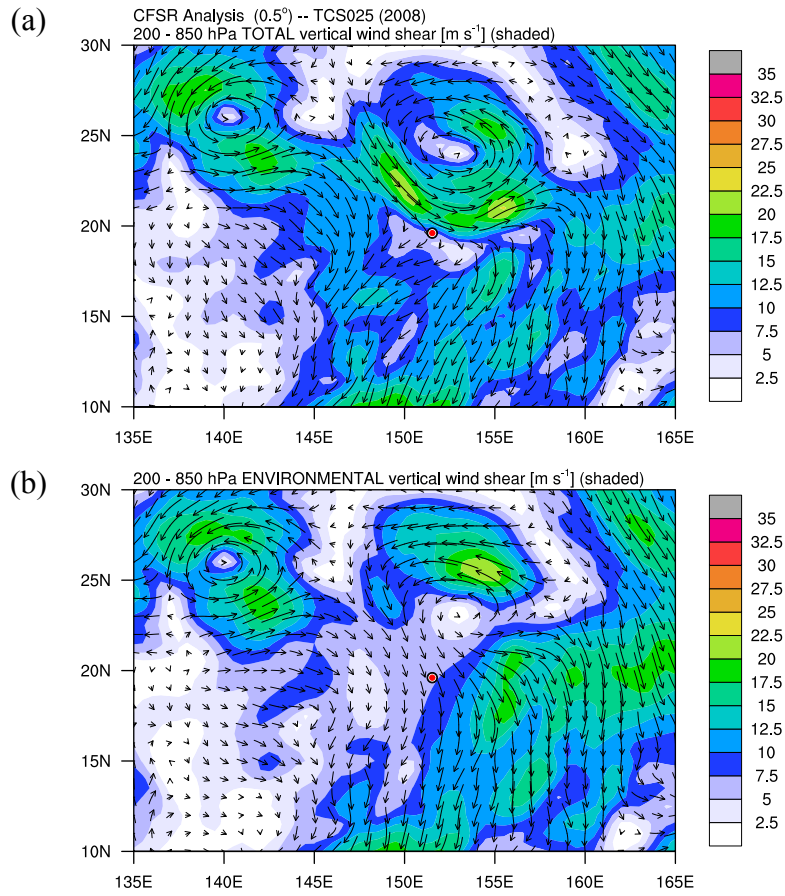 (a)
CFSR Analysis (0.5°) -- TCS025 (2008)
200 - 850 hPa TOTAL vertical wind shear [m s⁻¹] (shaded)
30N
25N
20N
15N
10N
135E 140E 145E 150E 155E 160E 165E
35
32.5
30
27.5
25
22.5
20
17.5
15
12.5
10
7.5
5
2.5
(b)
200 - 850 hPa ENVIRONMENTAL vertical wind shear [m s⁻¹] (shaded)
30N
25N
20N
15N
10N
135E 140E 145E 150E 155E 160E 165E
35
32.5
30
27.5
25
22.5
20
17.5
15
12.5
10
7.5
5
2.5